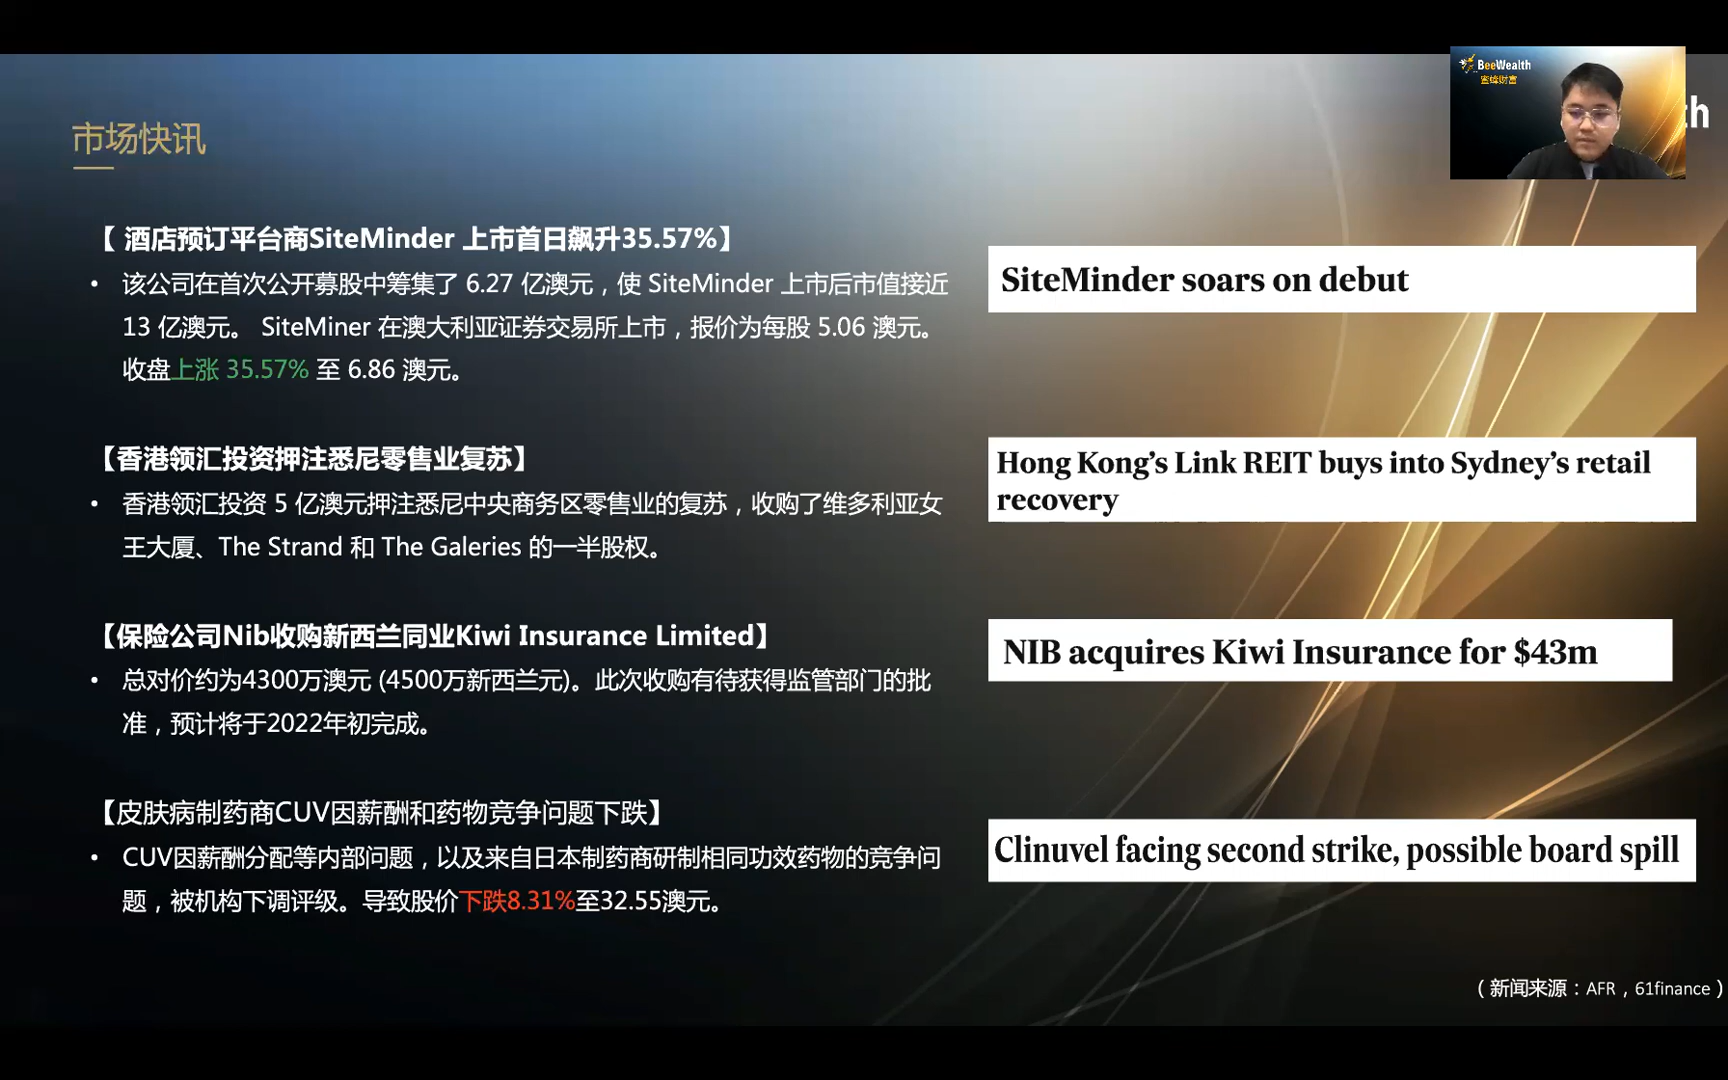 BeeWealth
蜜蜂财富
th
市场快讯
【 酒店预订平台商SiteMinder 上市首日飙升35.57%】
• 该公司在首次公开募股中筹集了 6.27 亿澳元，使 SiteMinder 上市后市值接近
13 亿澳元。 SiteMiner 在澳大利亚证券交易所上市，报价为每股 5.06 澳元。
收盘上涨 35.57% 至 6.86 澳元。
SiteMinder soars on debut
【香港领汇投资押注悉尼零售业复苏】
• 香港领汇投资 5 亿澳元押注悉尼中央商务区零售业的复苏，收购了维多利亚女
王大厦、The Strand 和 The Galeries 的一半股权。
Hong Kong’s Link REIT buys into Sydney’s retail
recovery
【保险公司Nib收购新西兰同业Kiwi Insurance Limited】
• 总对价约为4300万澳元 (4500万新西兰元)。此次收购有待获得监管部门的批
准，预计将于2022年初完成。
NIB acquires Kiwi Insurance for $43m
【皮肤病制药商CUV因薪酬和药物竞争问题下跌】
• CUV因薪酬分配等内部问题，以及来自日本制药商研制相同功效药物的竞争问
题，被机构下调评级。导致股价下跌8.31%至32.55澳元。
Clinuvel facing second strike, possible board spill
（新闻来源：AFR，61finance）